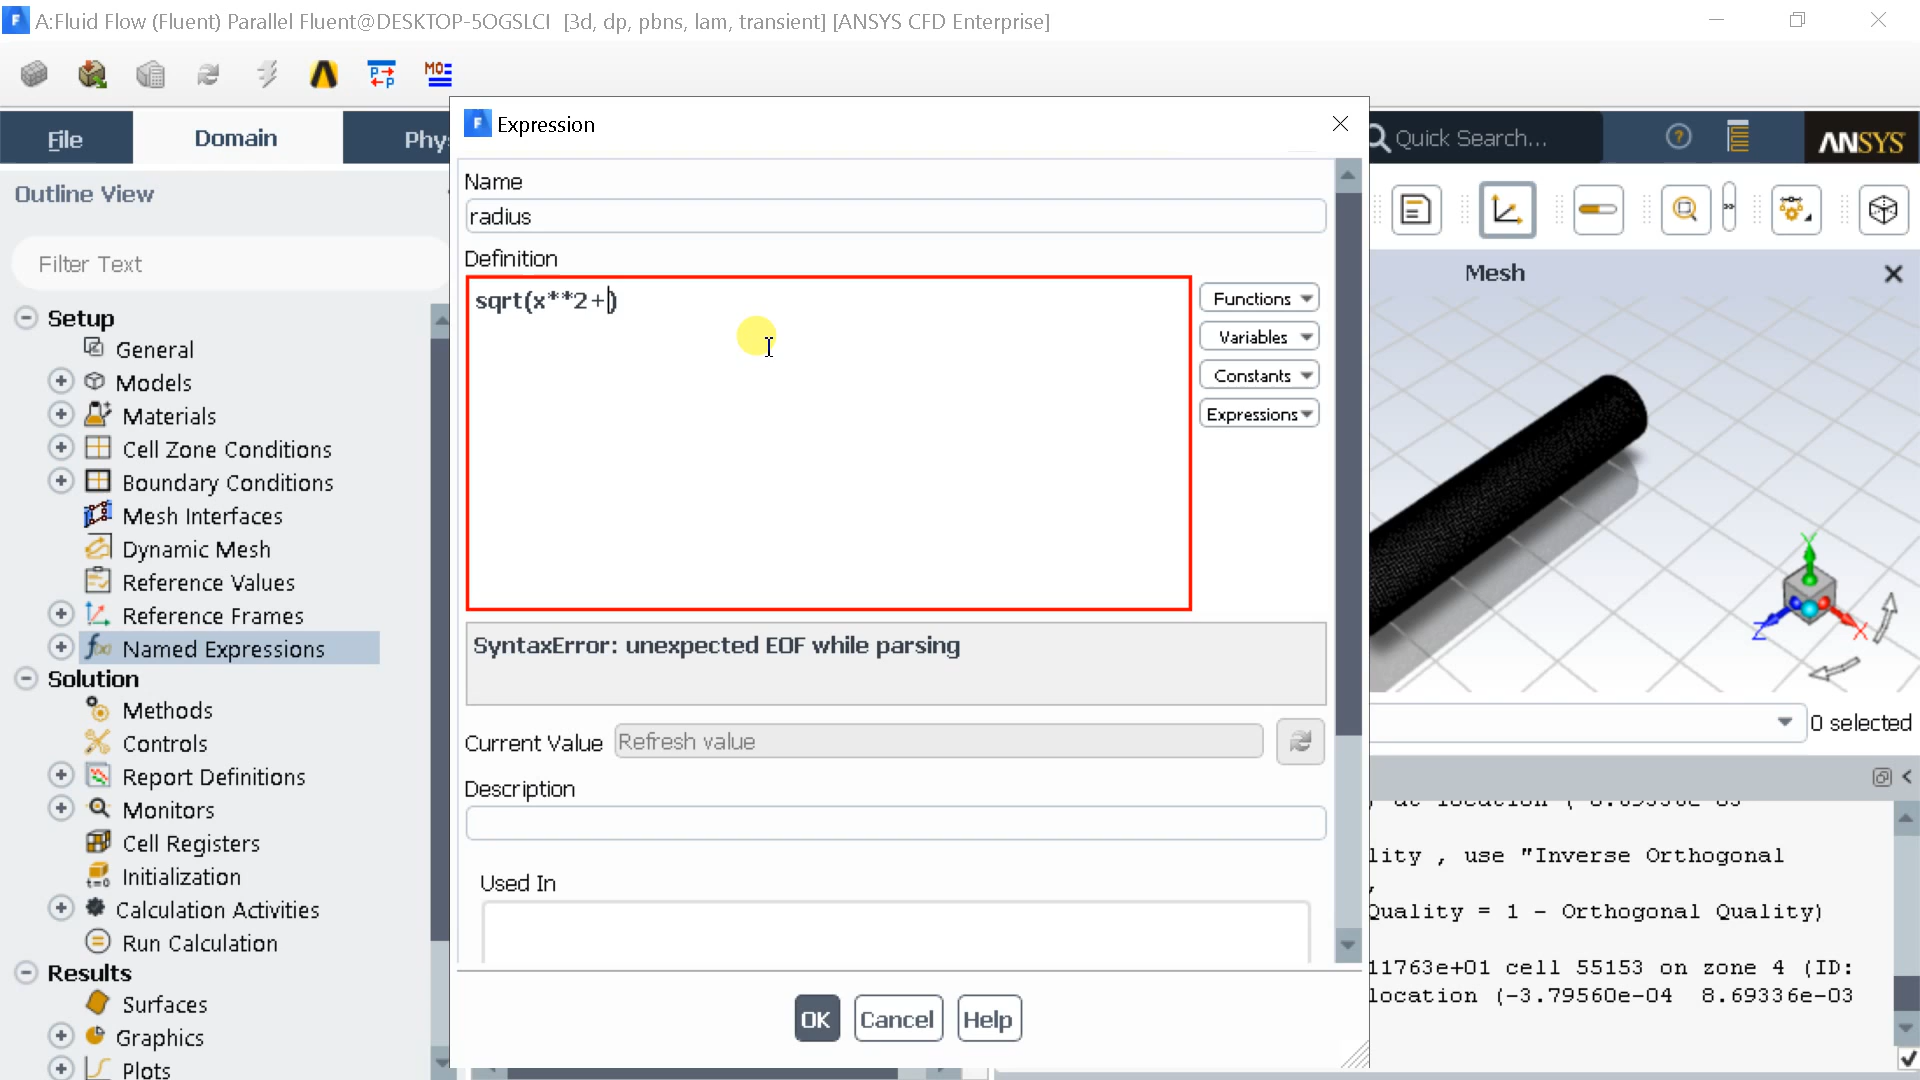 A:Fluid Flow (Fluent) Parallel Fluent@DESKTOP-5OGSLCI [3d, dp, pbns, lam, transient] [ANSYS CFD Enterprise]
File
Domain
Phy
Quick Search...
ANSYS
Outline View
Filter Text
Setup
General
Models
Materials
Cell Zone Conditions
Boundary Conditions
Mesh Interfaces
Dynamic Mesh
Reference Values
Reference Frames
Named Expressions
Solution
Methods
Controls
Report Definitions
Monitors
Cell Registers
Initialization
Calculation Activities
Run Calculation
Results
Surfaces
Graphics
Plots
Expression
Name
radius
Definition
sqrt(x**2+)
Functions
Variables
Constants
Expressions
SyntaxError: unexpected EOF while parsing
Current Value
Refresh value
Description
Used In
OK
Cancel
Help
Mesh
Y
Z
X
0 selected
lity , use "Inverse Orthogonal
Quality = 1 - Orthogonal Quality)
11763e+01 cell 55153 on zone 4 (ID:
location (-3.79560e-04 8.69336e-03